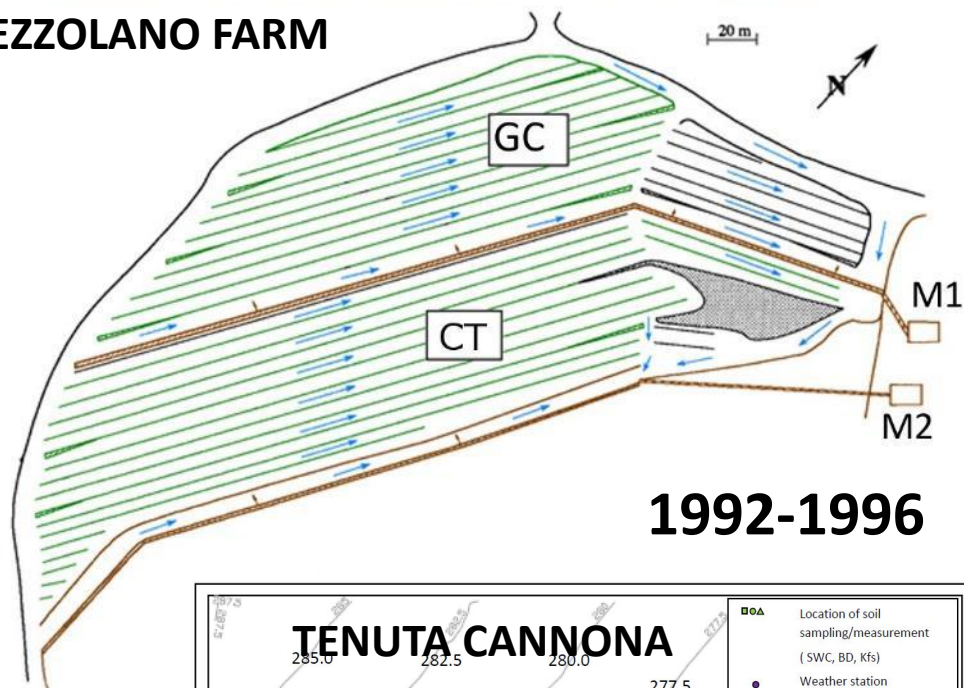 EZZOLANO FARM
20 m
N
GC
CT
M1
M2
1992-1996
TENUTA CANNONA
285.0
282.5
280.0
277.5
Location of soil
sampling/measurement
( SWC, BD, Kfs)
Weather station